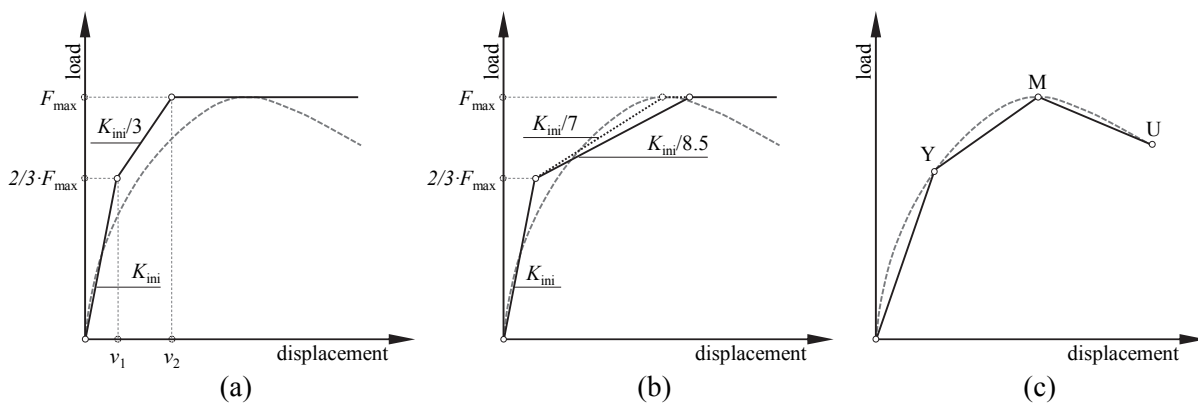 load
F_max
K_ini/3
2/3·F_max
K_ini
v_1
v_2
displacement
(a)
load
F_max
K_ini/7
K_ini/8.5
2/3·F_max
K_ini
displacement
(b)
load
M
U
Y
displacement
(c)